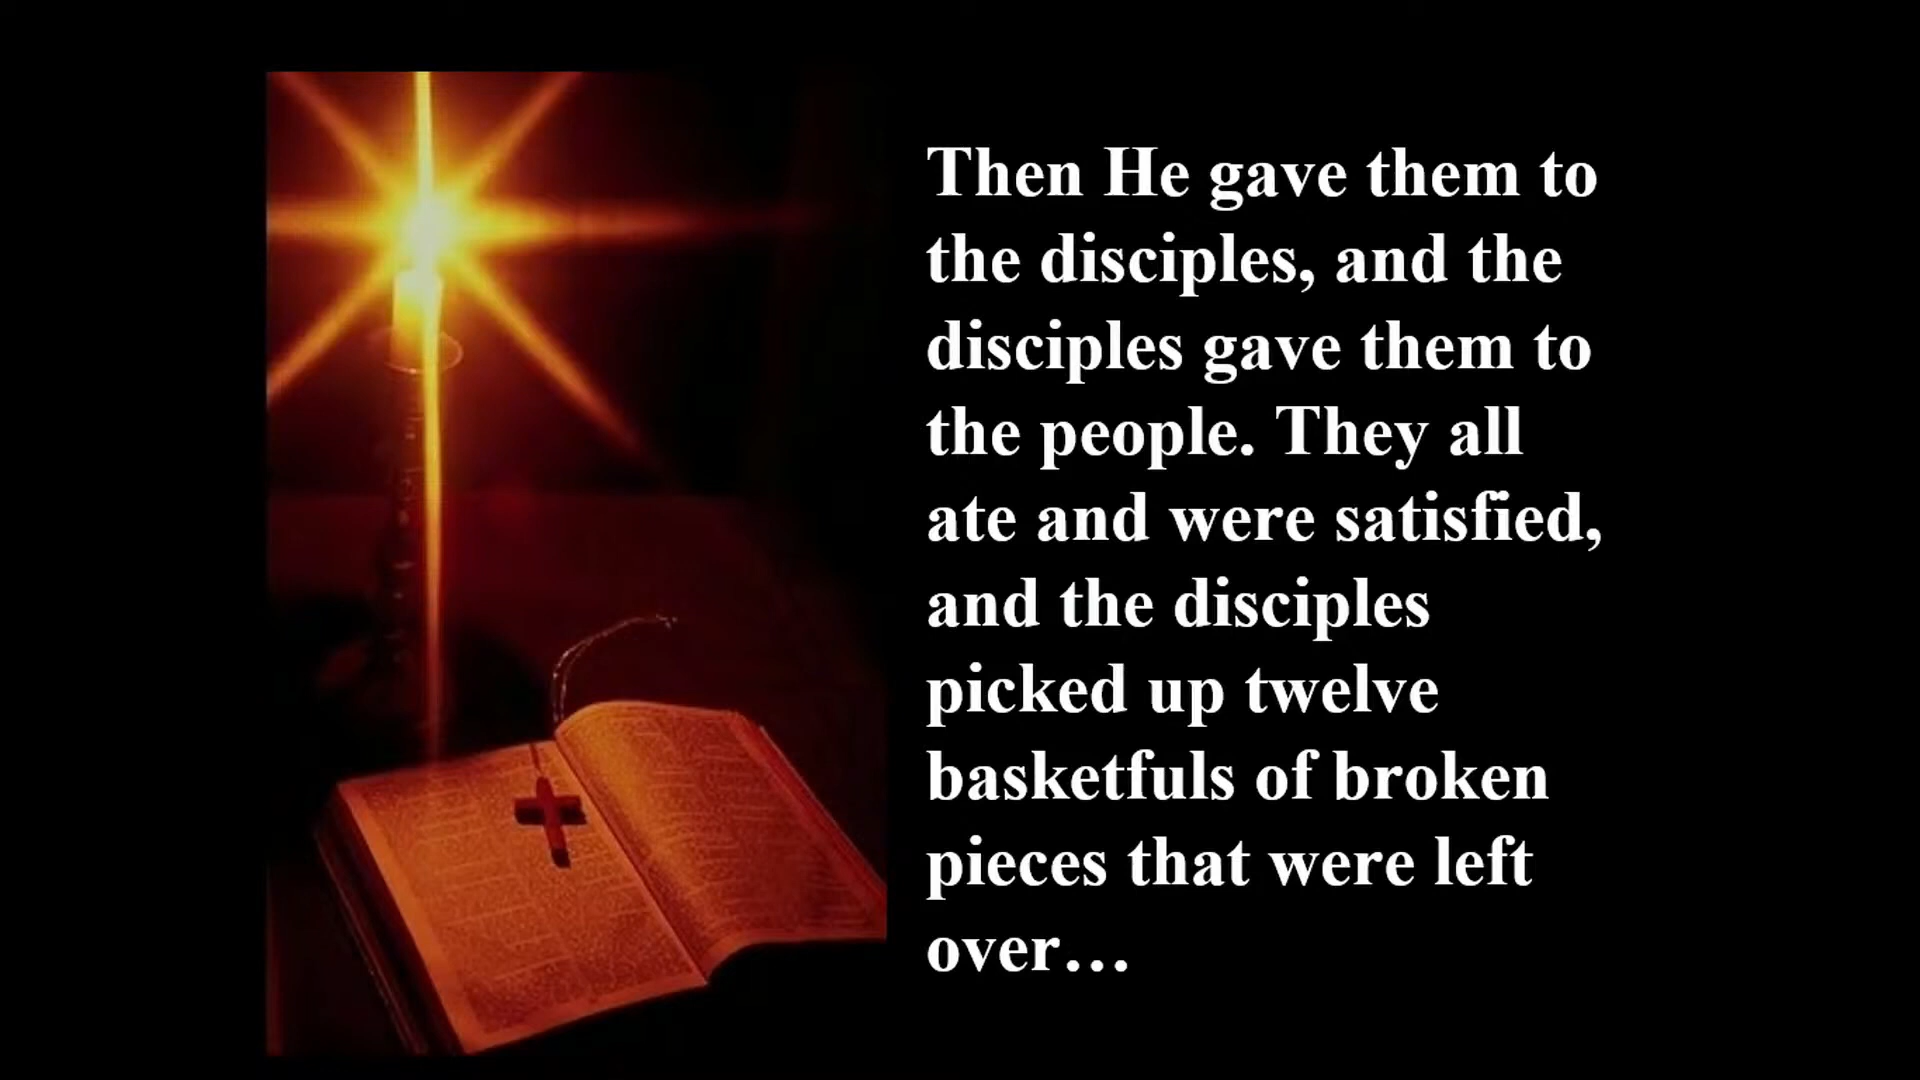 Then He gave them to
the disciples, and the
disciples gave them to
the people. They all
ate and were satisfied,
and the disciples
picked up twelve
basketfuls of broken
pieces that were left
over…